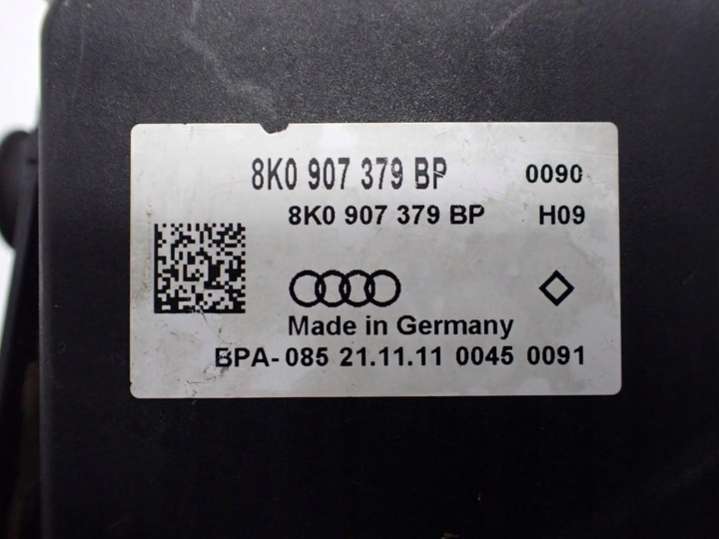 8K0 907 379 BP 0090
8K0 907 379 BP H09
Made in Germany
BPA-085 21.11.11 0045 0091